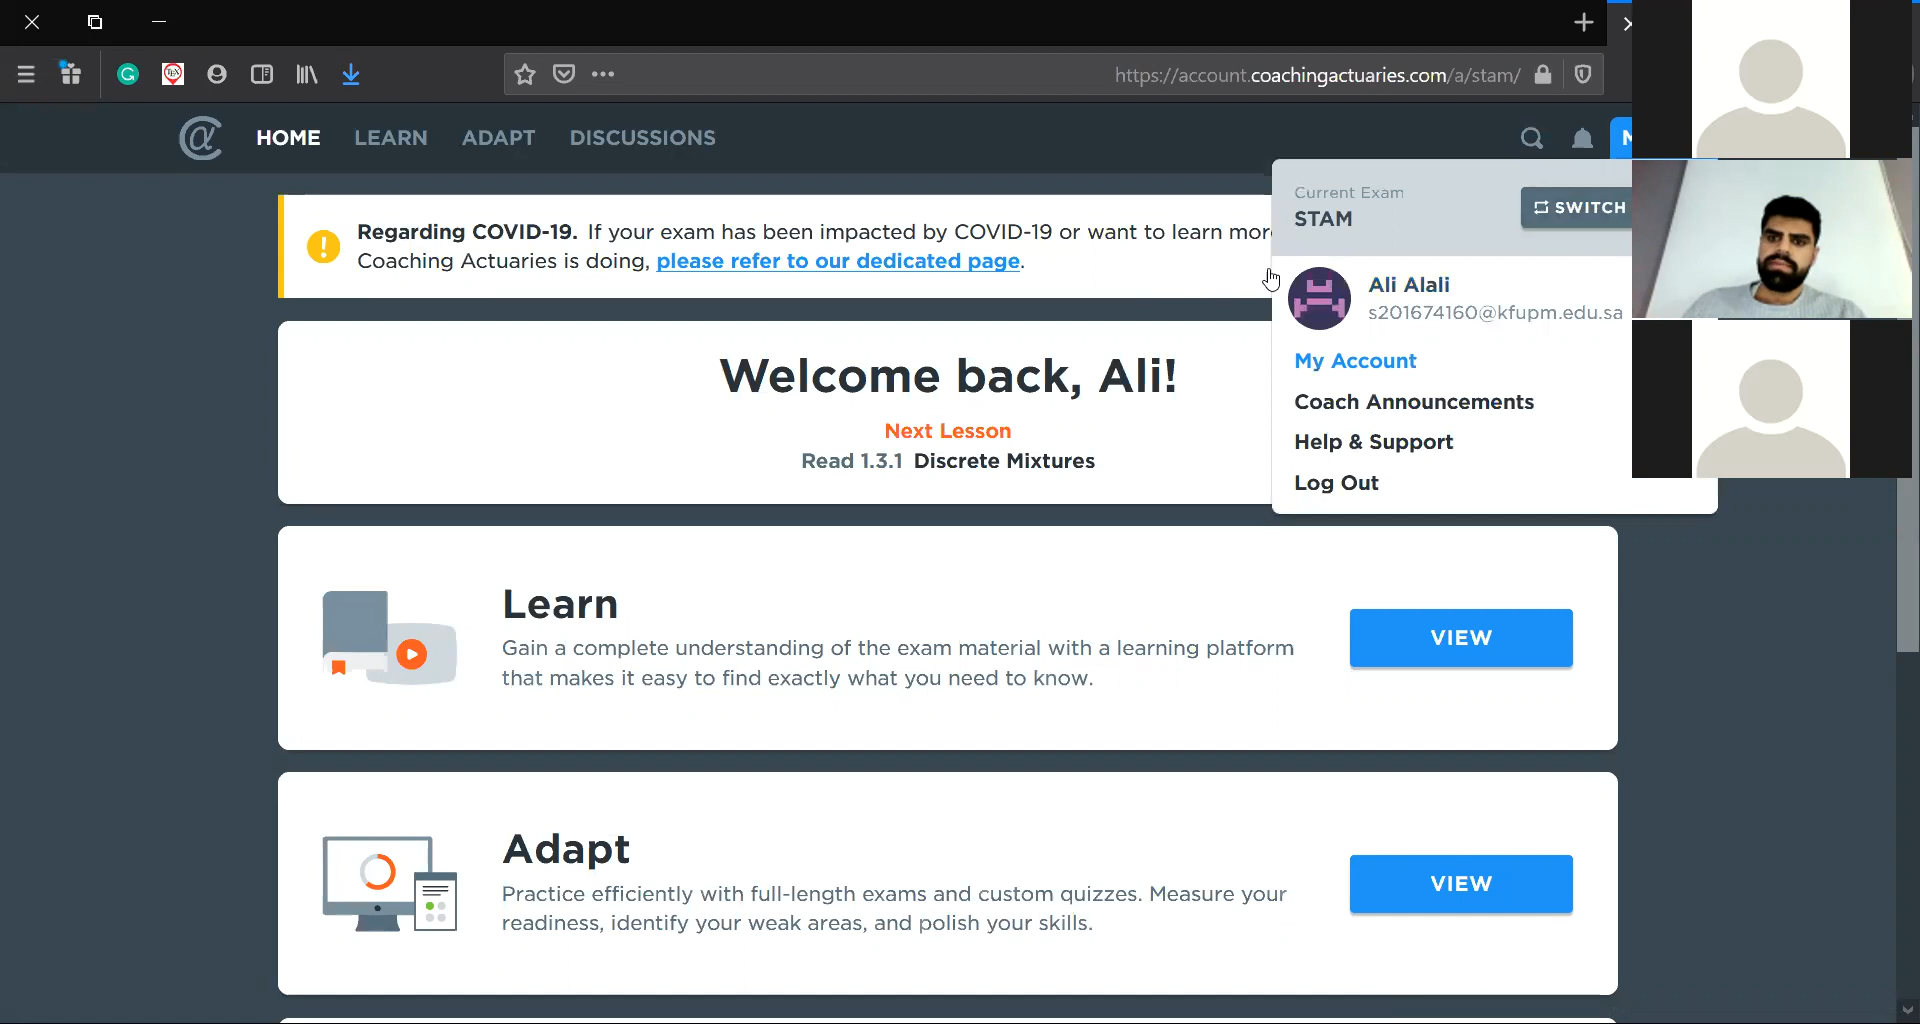 https://account.coachingactuaries.com/a/stam/
HOME LEARN ADAPT DISCUSSIONS
Current Exam
STAM
SWITCH
Regarding COVID-19. If your exam has been impacted by COVID-19 or want to learn
Coaching Actuaries is doing, please refer to our dedicated page.
Ali Alali
s201674160@kfupm.edu.sa
My Account
Coach Announcements
Help & Support
Log Out
Welcome back, Ali!
Next Lesson
Read 1.3.1 Discrete Mixtures
Learn
Gain a complete understanding of the exam material with a learning platform
that makes it easy to find exactly what you need to know.
VIEW
Adapt
Practice efficiently with full-length exams and custom quizzes. Measure your
readiness, identify your weak areas, and polish your skills.
VIEW